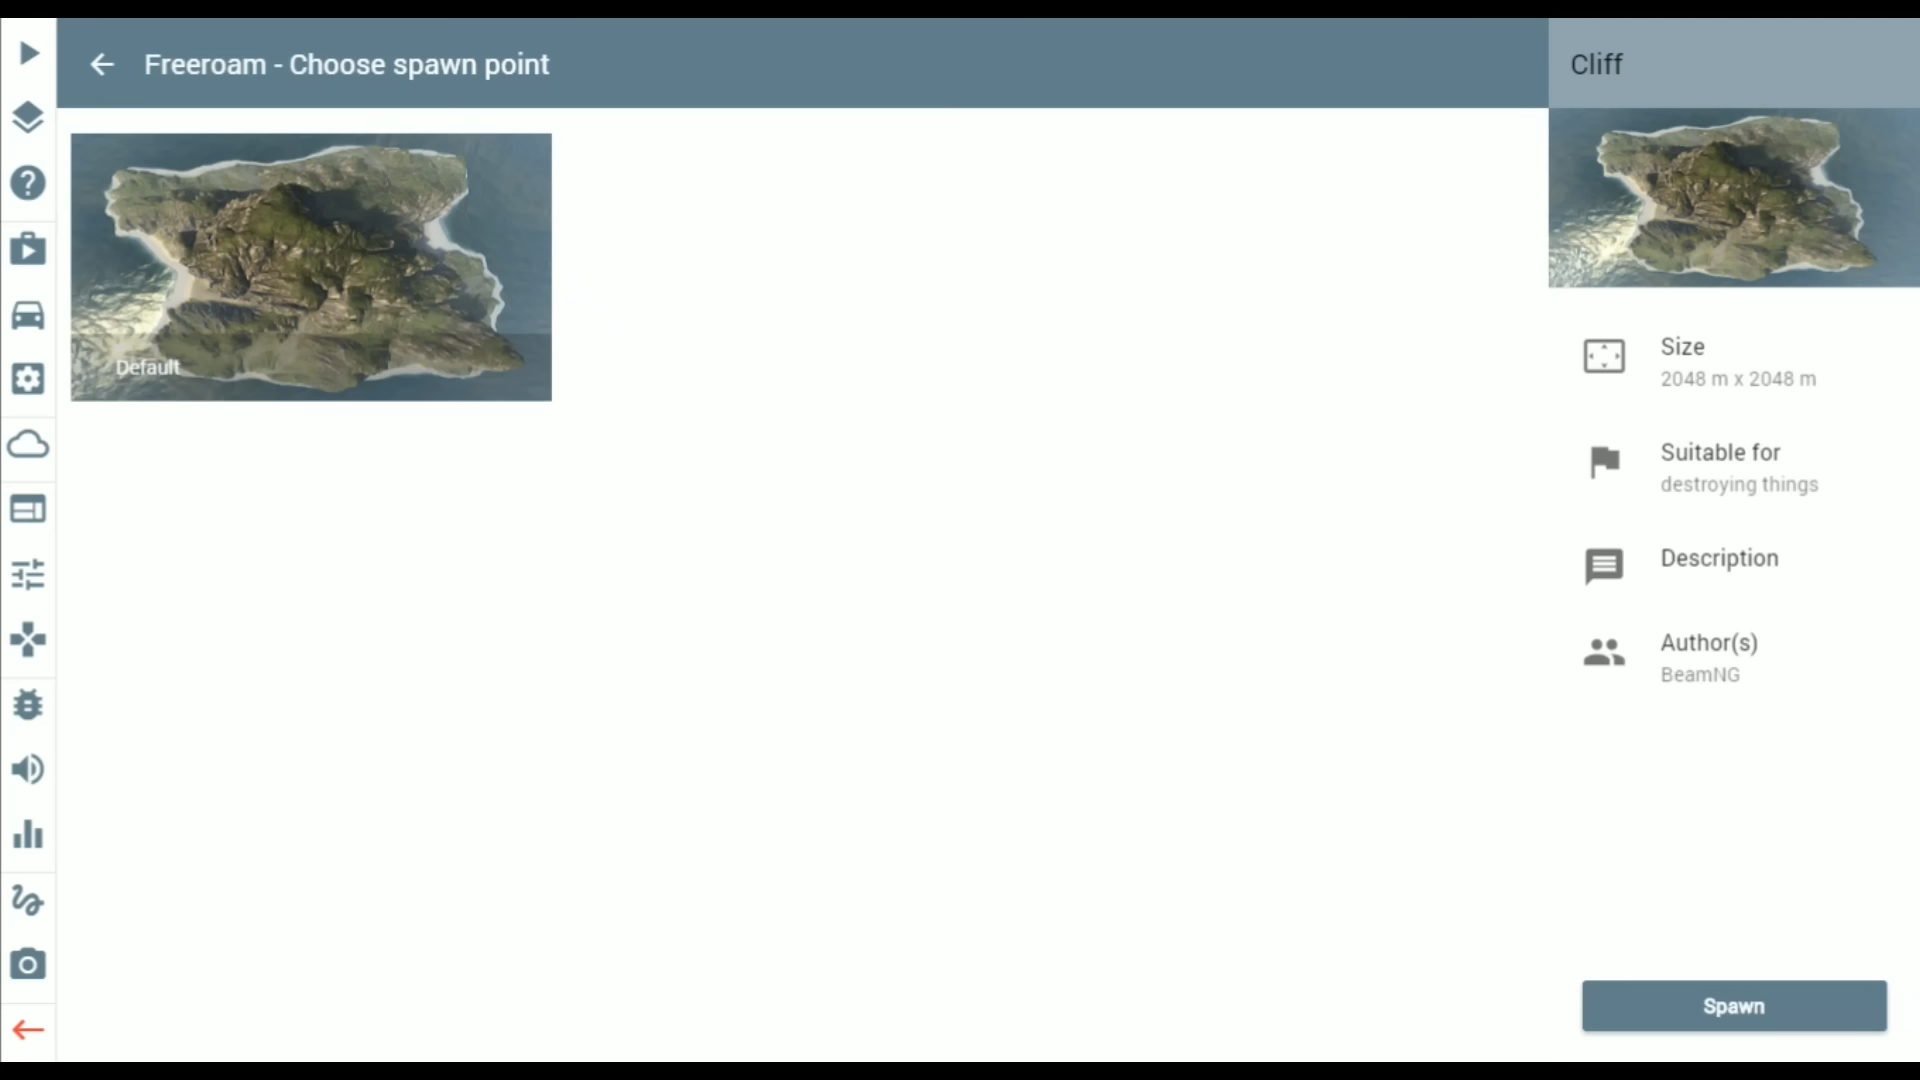 Freeroam - Choose spawn point
Default
Cliff
Size
2048 m x 2048 m
Suitable for
destroying things
Description
Author(s)
BeamNG
Spawn